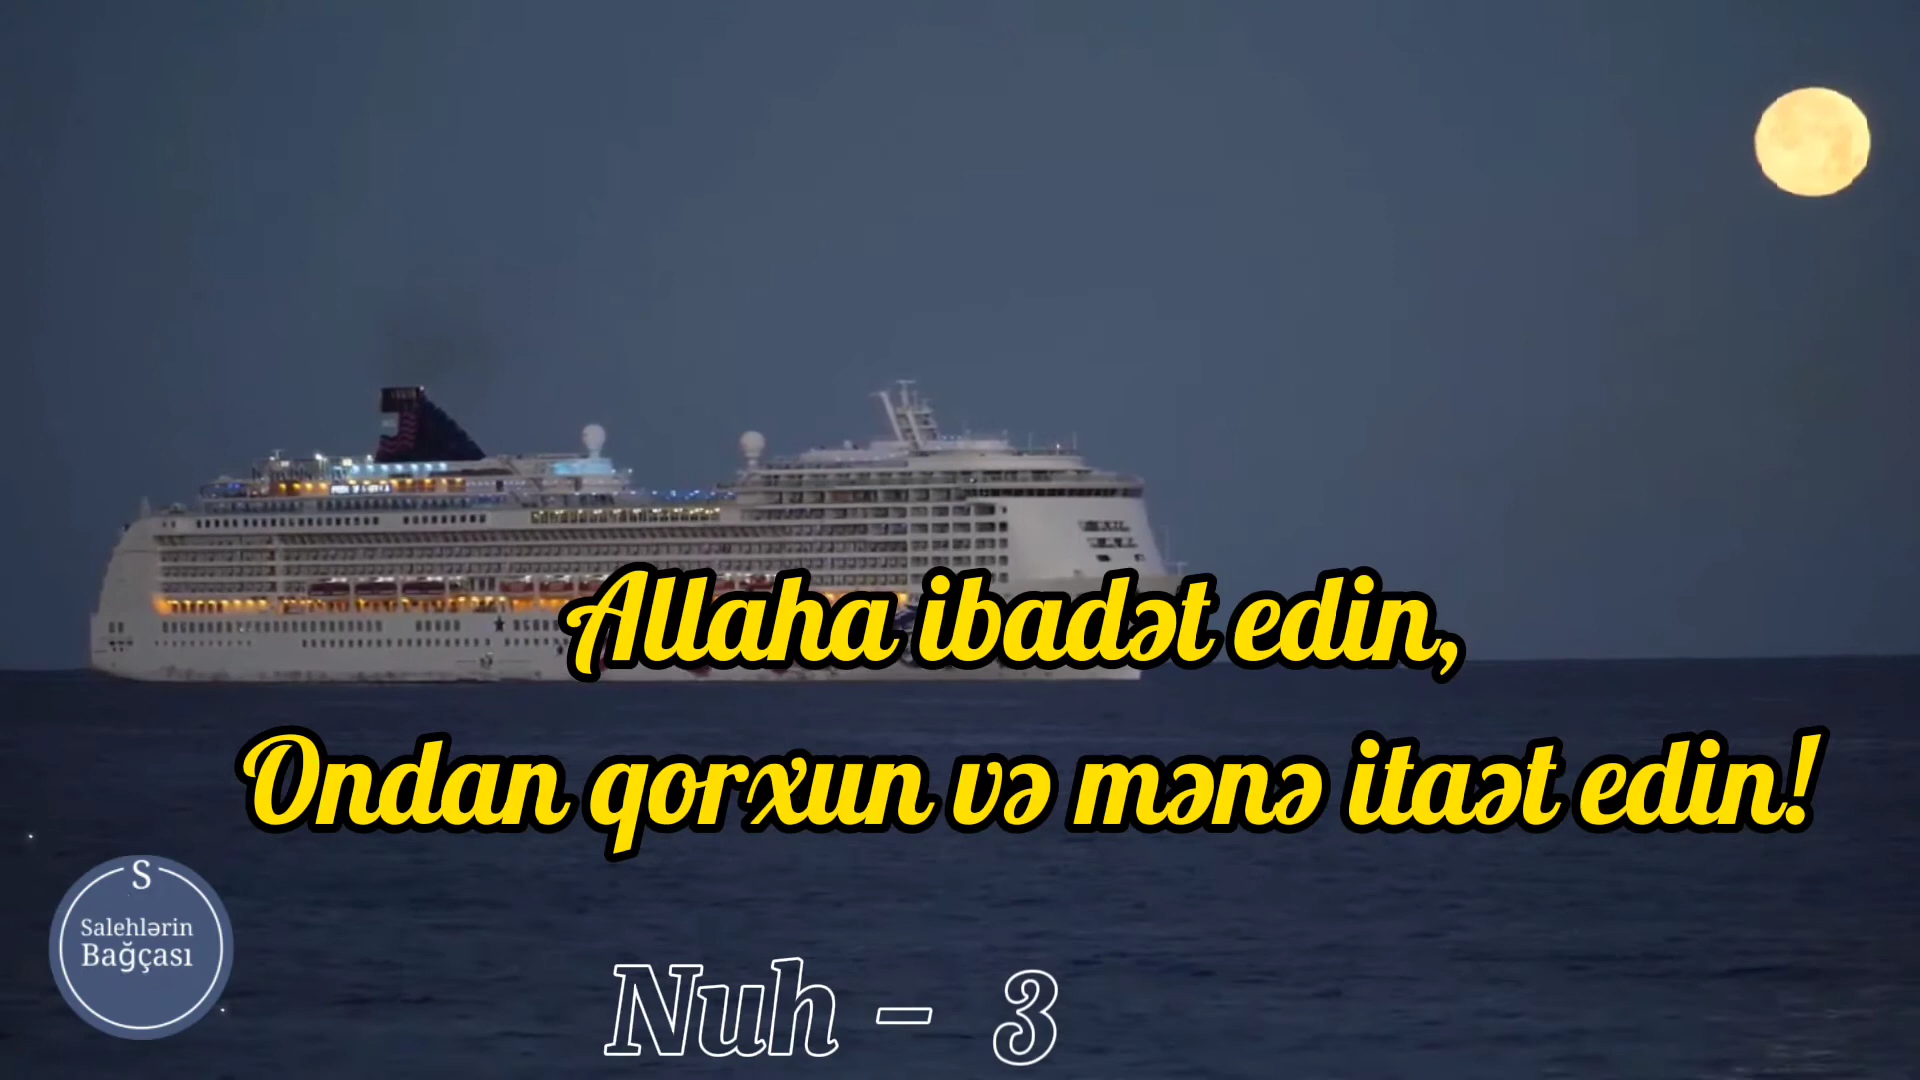 Allaha ibadət edin,
Ondan qorxun və mənə itaət edin!
S
Salehlərin
Bağçası
Nuh - 3